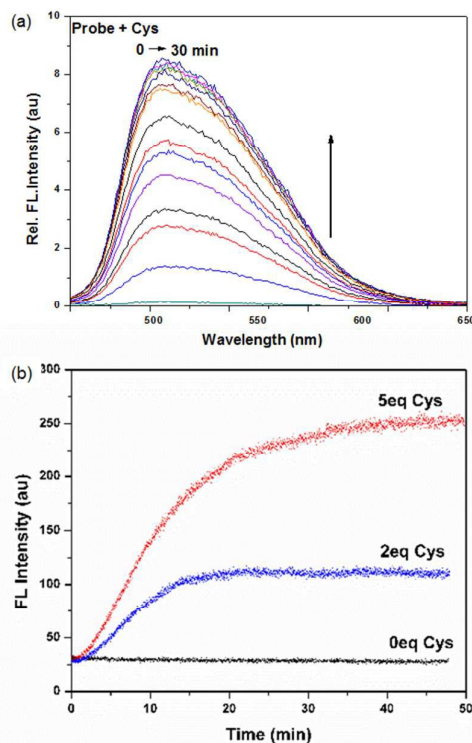 (a)
Probe + Cys
0 → 30 min
10
8
6
4
2
0
Rel. FL.Intensity (au)
500
550
600
650
Wavelength (nm)
(b)
300
250
200
150
100
50
0
FL Intensity (au)
5eq Cys
2eq Cys
0eq Cys
0
10
20
30
40
50
Time (min)